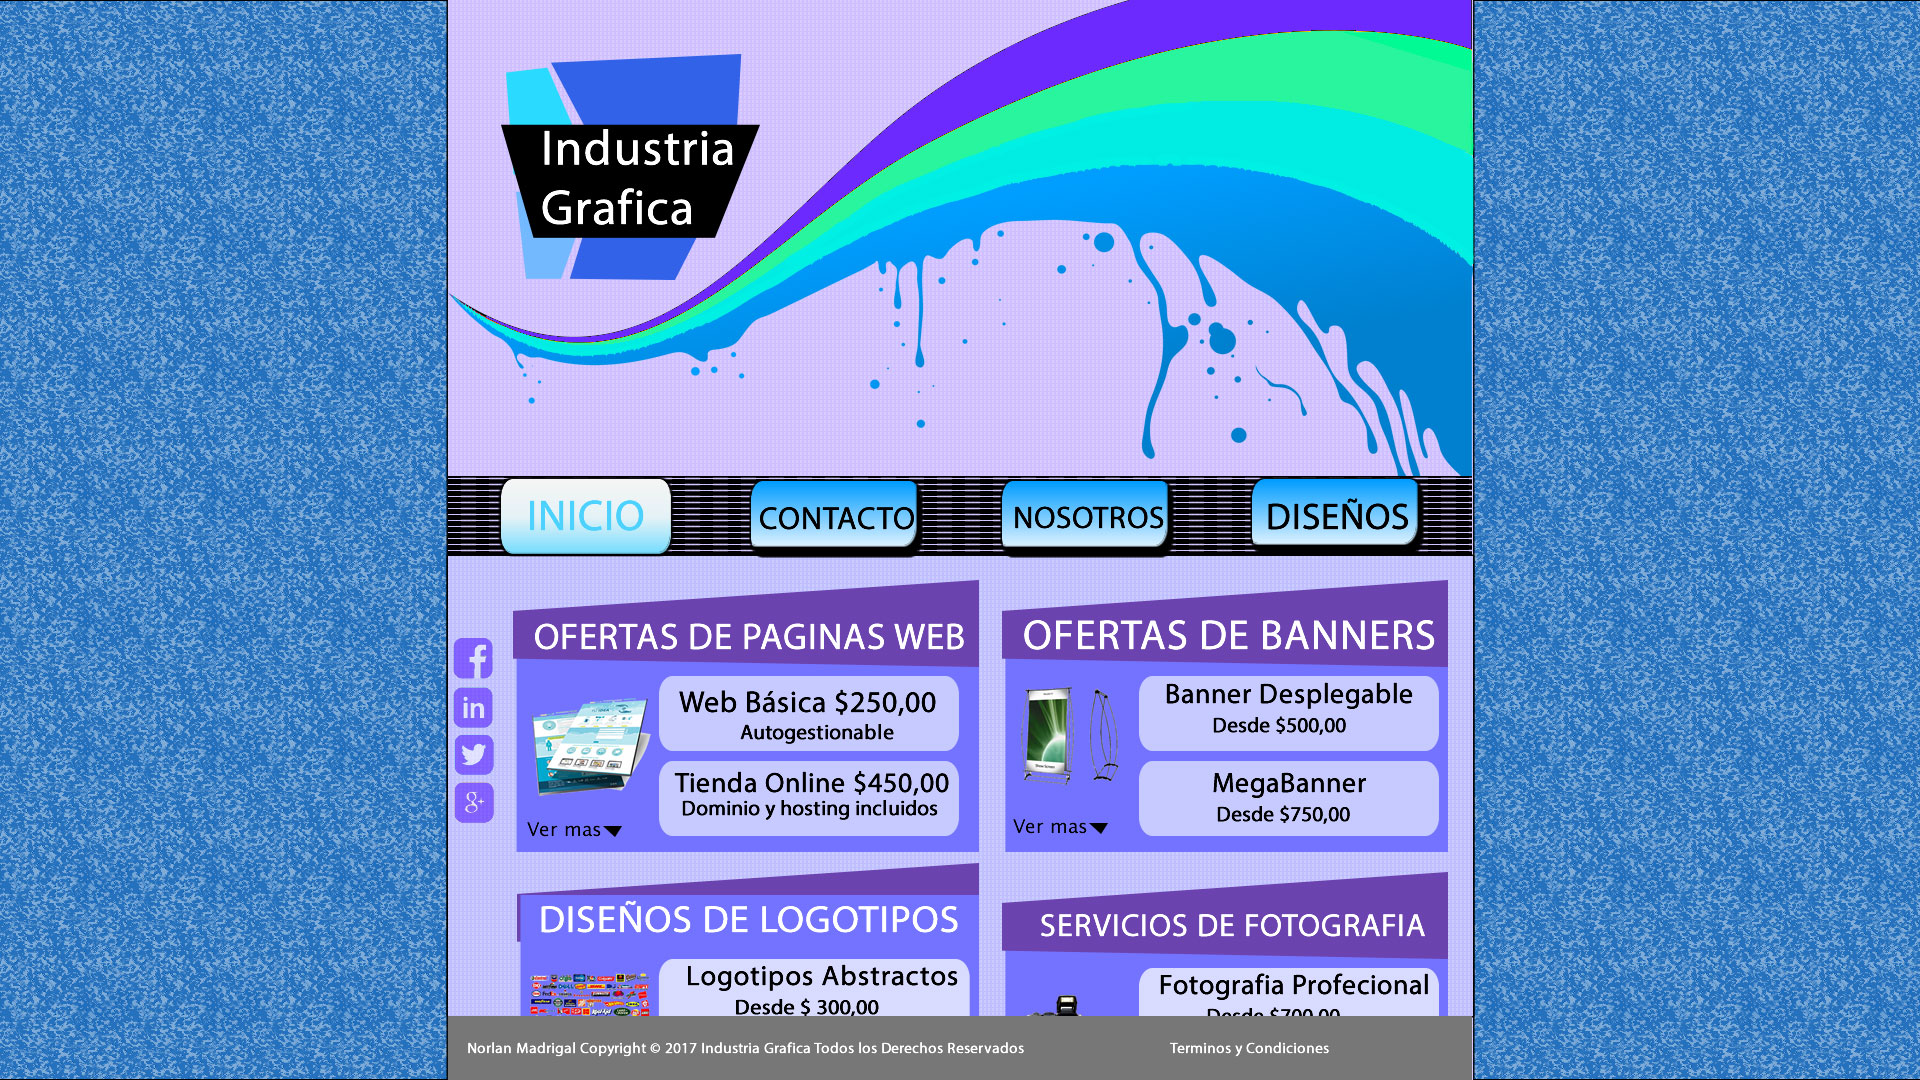 Industria
Grafica
INICIO
CONTACTO
NOSOTROS
DISEÑOS
OFERTAS DE PAGINAS WEB
Web Básica $250,00
Autogestionable
Tienda Online $450,00
Dominio y hosting incluidos
Ver mas
OFERTAS DE BANNERS
Banner Desplegable
Desde $500,00
MegaBanner
Desde $750,00
Ver mas
DISEÑOS DE LOGOTIPOS
Logotipos Abstractos
Desde $ 300,00
SERVICIOS DE FOTOGRAFIA
Fotografia Profecional
Desde $700,00
Norlan Madrigal Copyright © 2017 Industria Grafica Todos los Derechos Reservados
Terminos y Condiciones